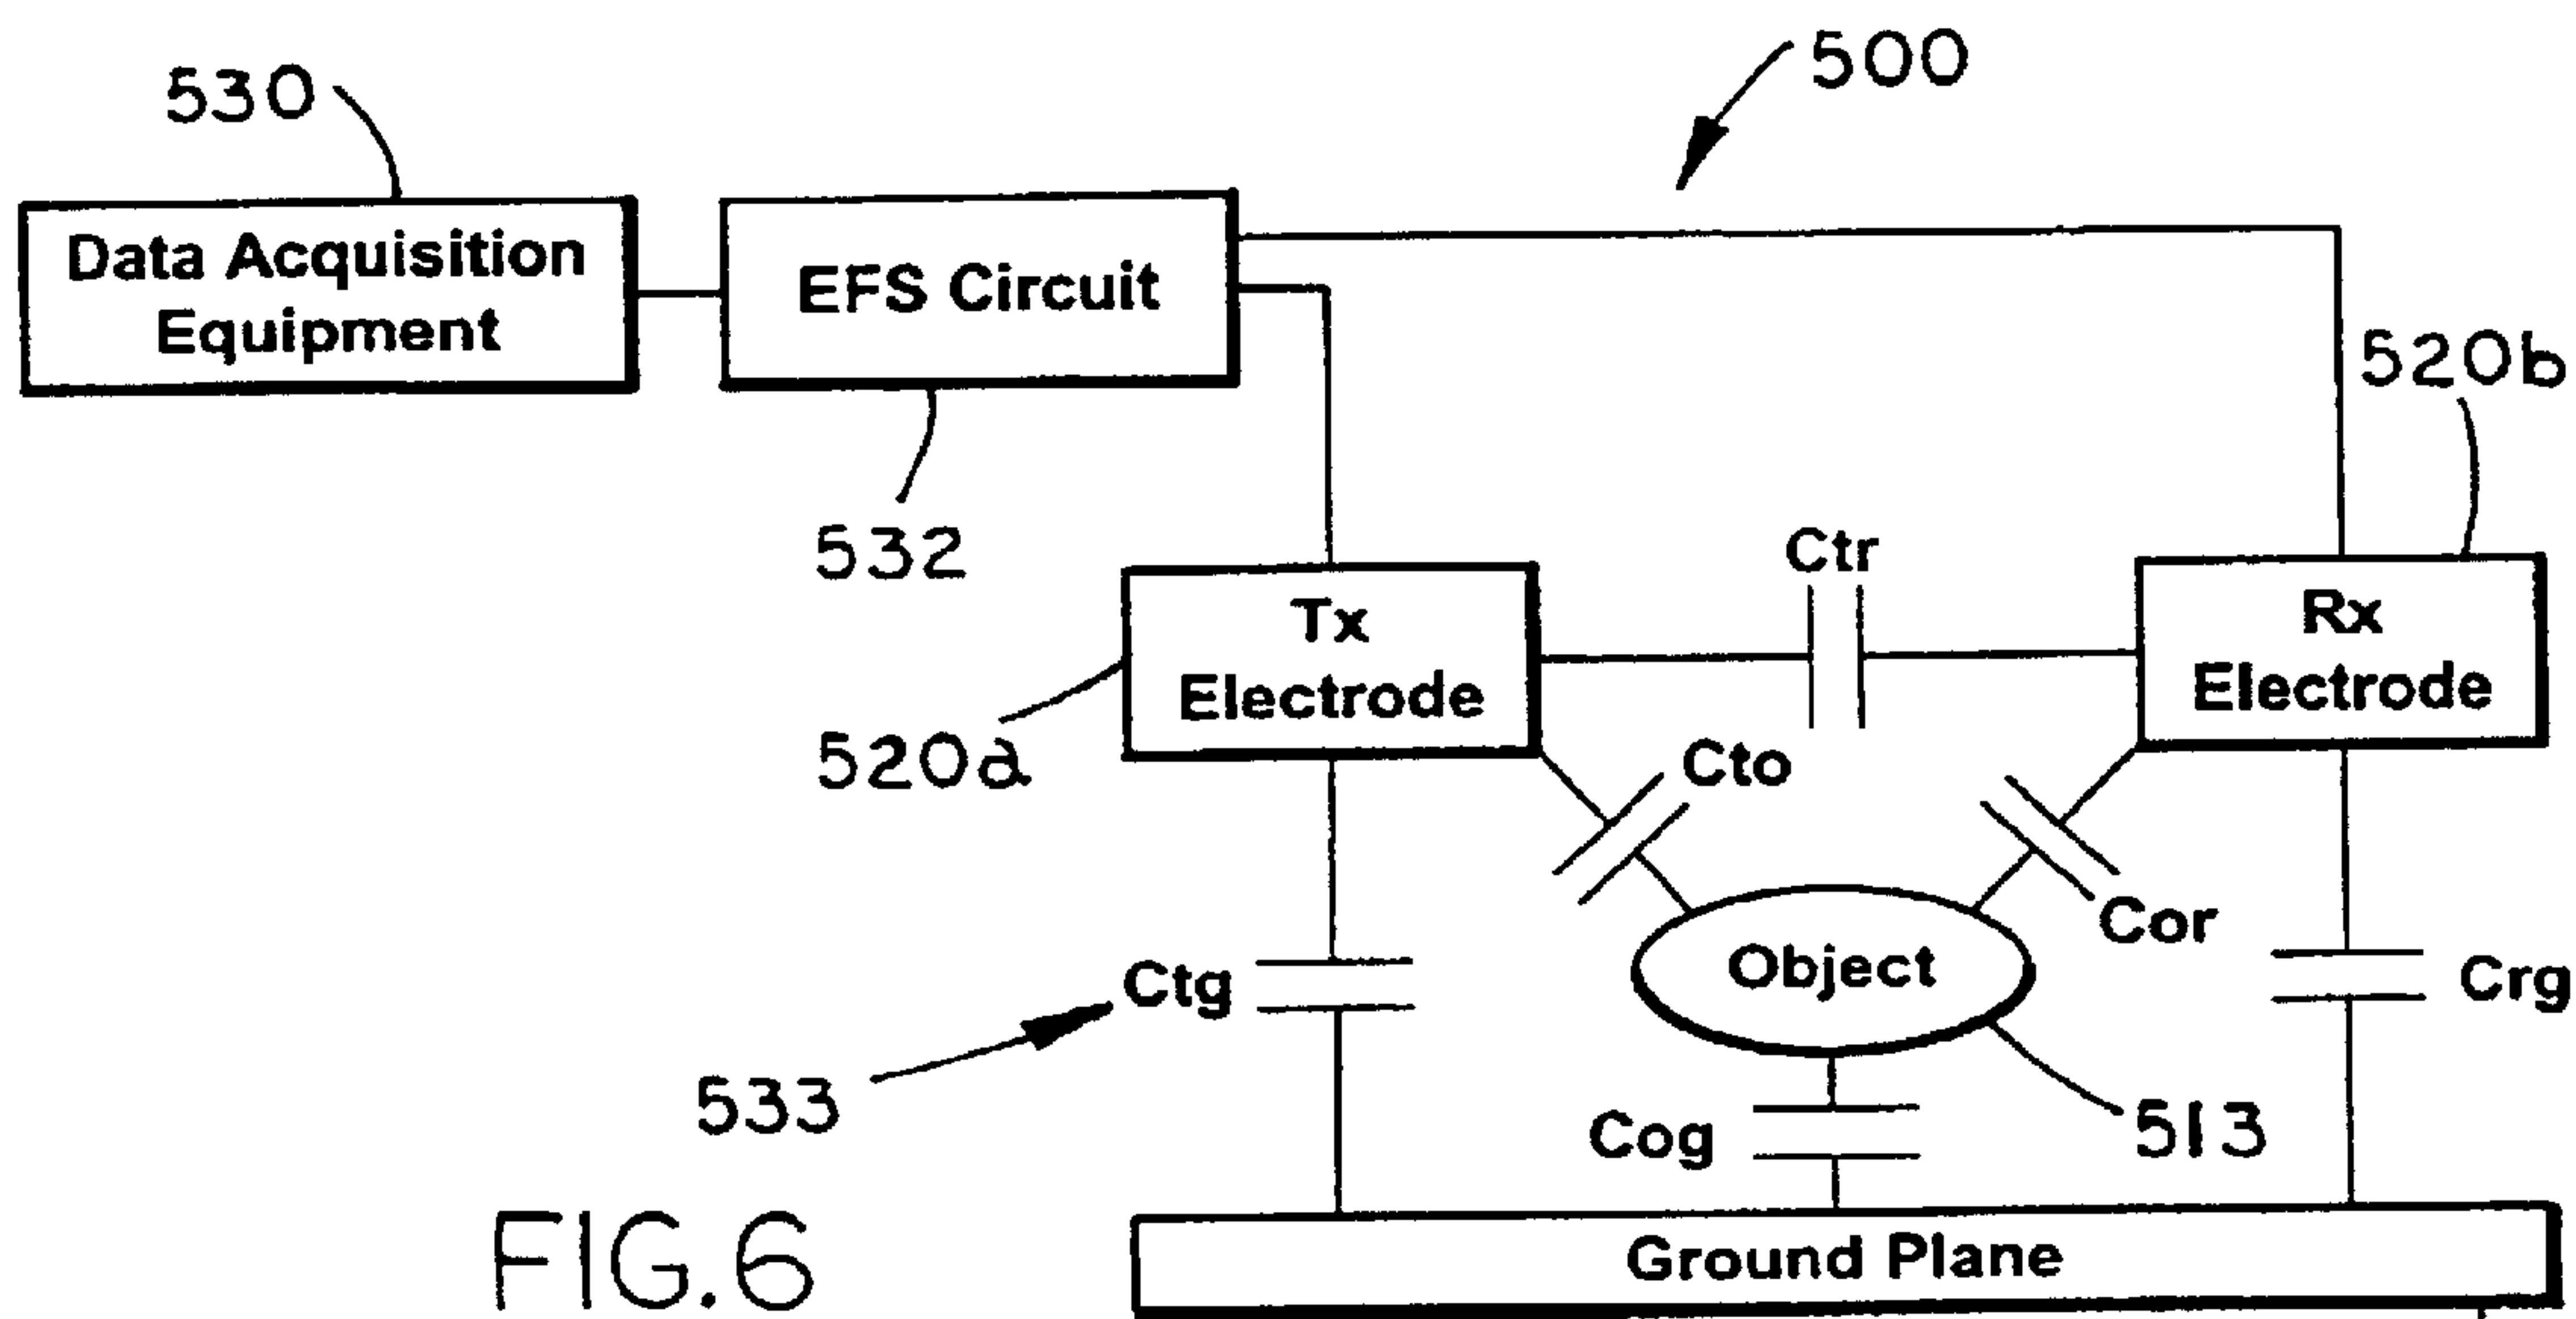 500
530
Data Acquisition
Equipment
EFS Circuit
520b
532
Ctr
Tx
Electrode
Rx
Electrode
520a
Cto
Cor
Object
Ctg
Crg
533
Cog
513
Ground Plane
FIG.6